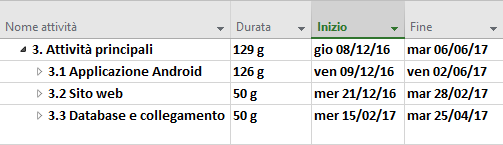 Nome attività Durata Inizio Fine
3. Attività principali 129 g gio 08/12/16 mar 06/06/17
3.1 Applicazione Android 126 g ven 09/12/16 ven 02/06/17
3.2 Sito web 50 g mer 21/12/16 mar 28/02/17
3.3 Database e collegamento 50 g mer 15/02/17 mar 25/04/17